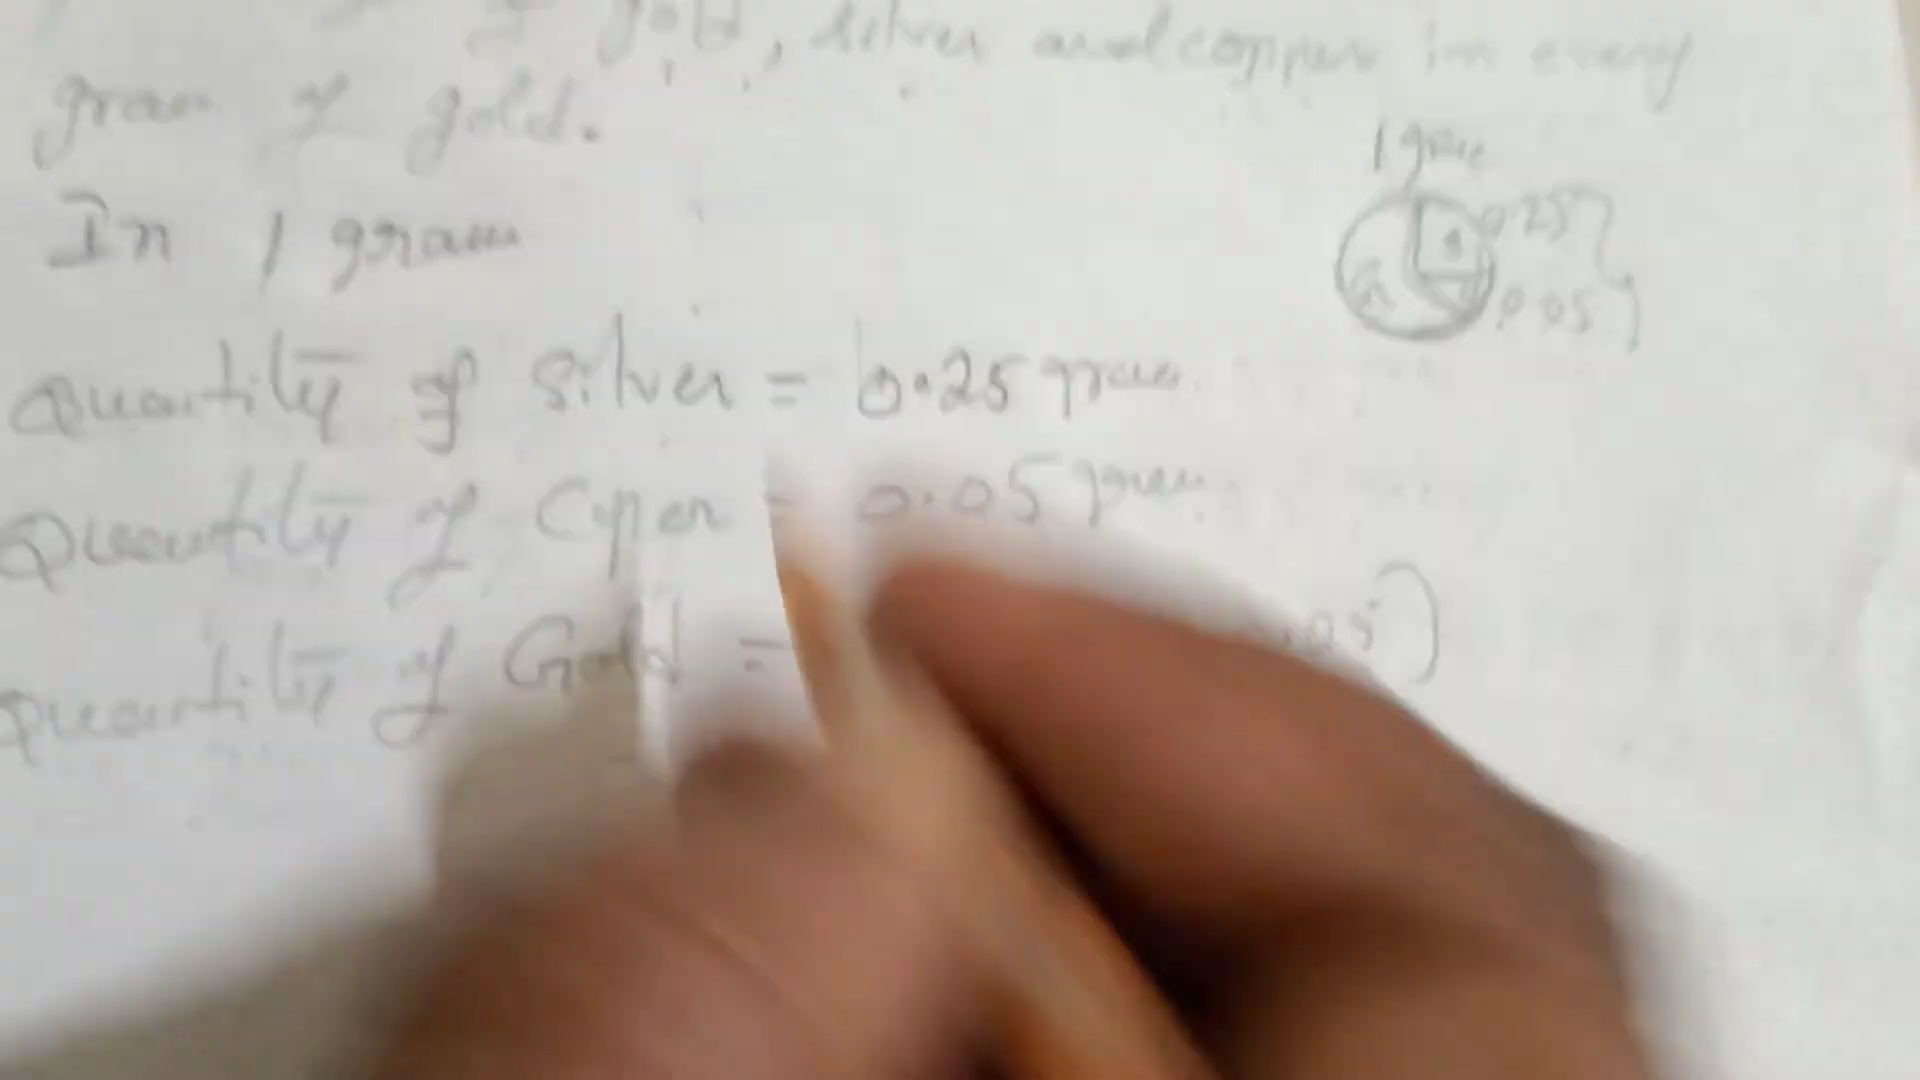 gold, silver and copper in every
gram of gold.
In 1 gram
1 gram
0.25
0.05
Quantity of Silver = 0.25 gram
Quantity of Coper = 0.05 gram
Quantity of Gold =